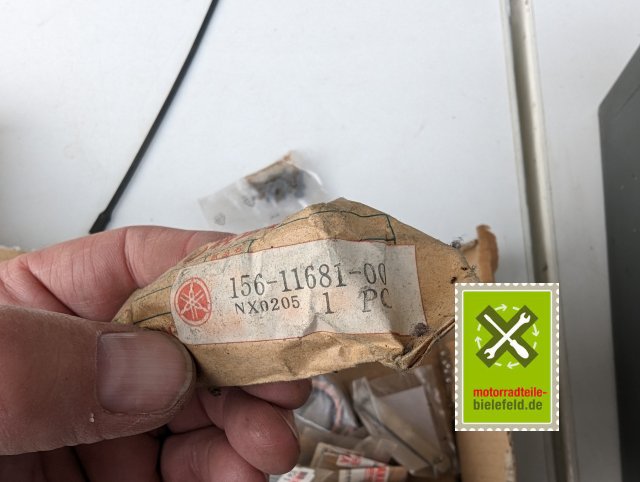 156-11681-00
NX0205 1 PC
motorradteile-
bielefeld.de